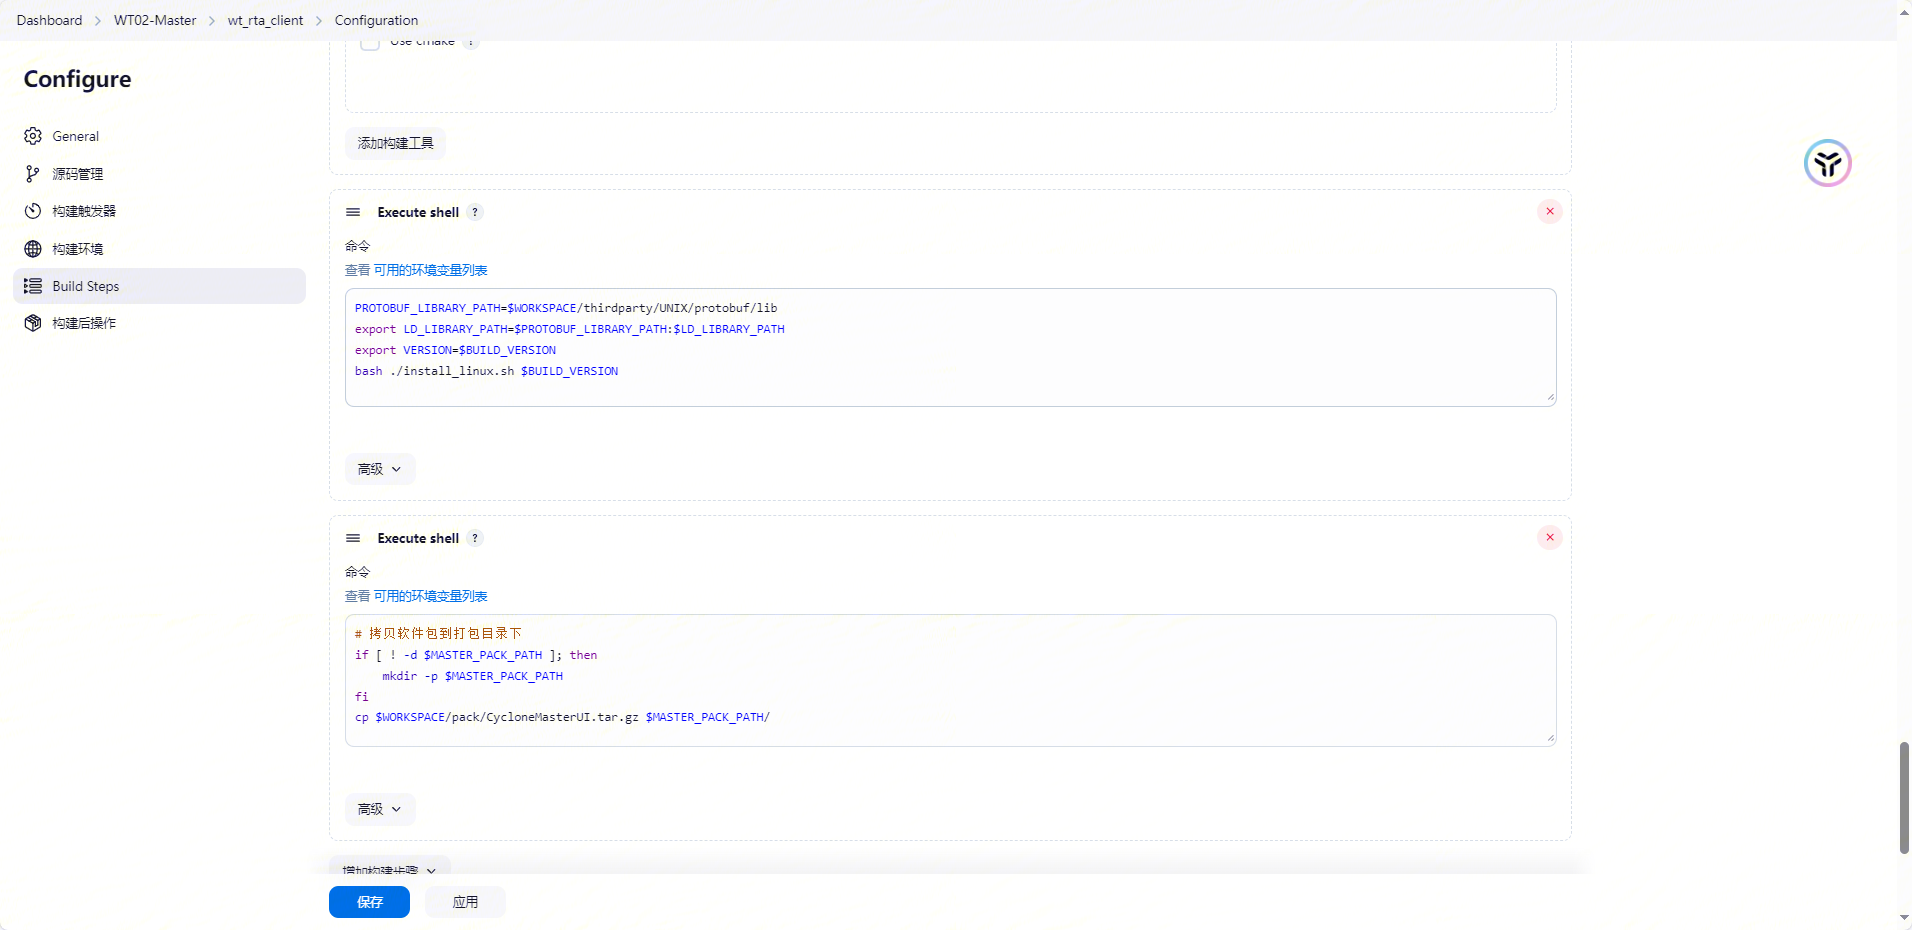 Dashboard > WT02-Master > wt_rta_client > Configuration
Configure
General
源码管理
构建触发器
构建环境
Build Steps
构建后操作
Use cmake ?
添加构建工具
Execute shell ?
命令
查看 可用的环境变量列表
PROTOBUF_LIBRARY_PATH=$WORKSPACE/thirdparty/UNIX/protobuf/lib
export LD_LIBRARY_PATH=$PROTOBUF_LIBRARY_PATH:$LD_LIBRARY_PATH
export VERSION=$BUILD_VERSION
bash ./install_linux.sh $BUILD_VERSION
高级
Execute shell ?
命令
查看 可用的环境变量列表
# 拷贝软件包到打包目录下
if [ ! -d $MASTER_PACK_PATH ]; then
    mkdir -p $MASTER_PACK_PATH
fi
cp $WORKSPACE/pack/CycloneMasterUI.tar.gz $MASTER_PACK_PATH/
高级
增加构建步骤
保存
应用